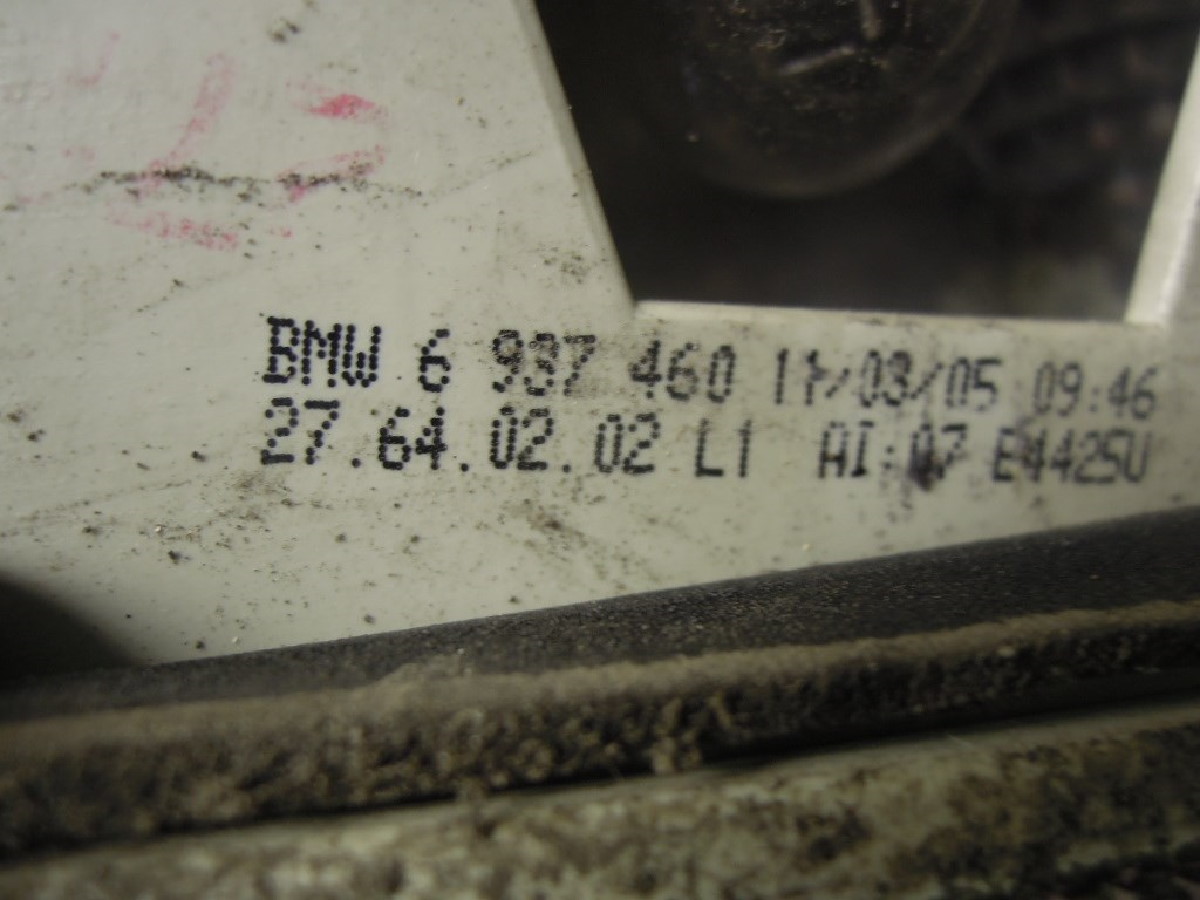 BMW 6 937 460 11/03/05 09:46
27.64.02.02 L1 AI:07 E4425U